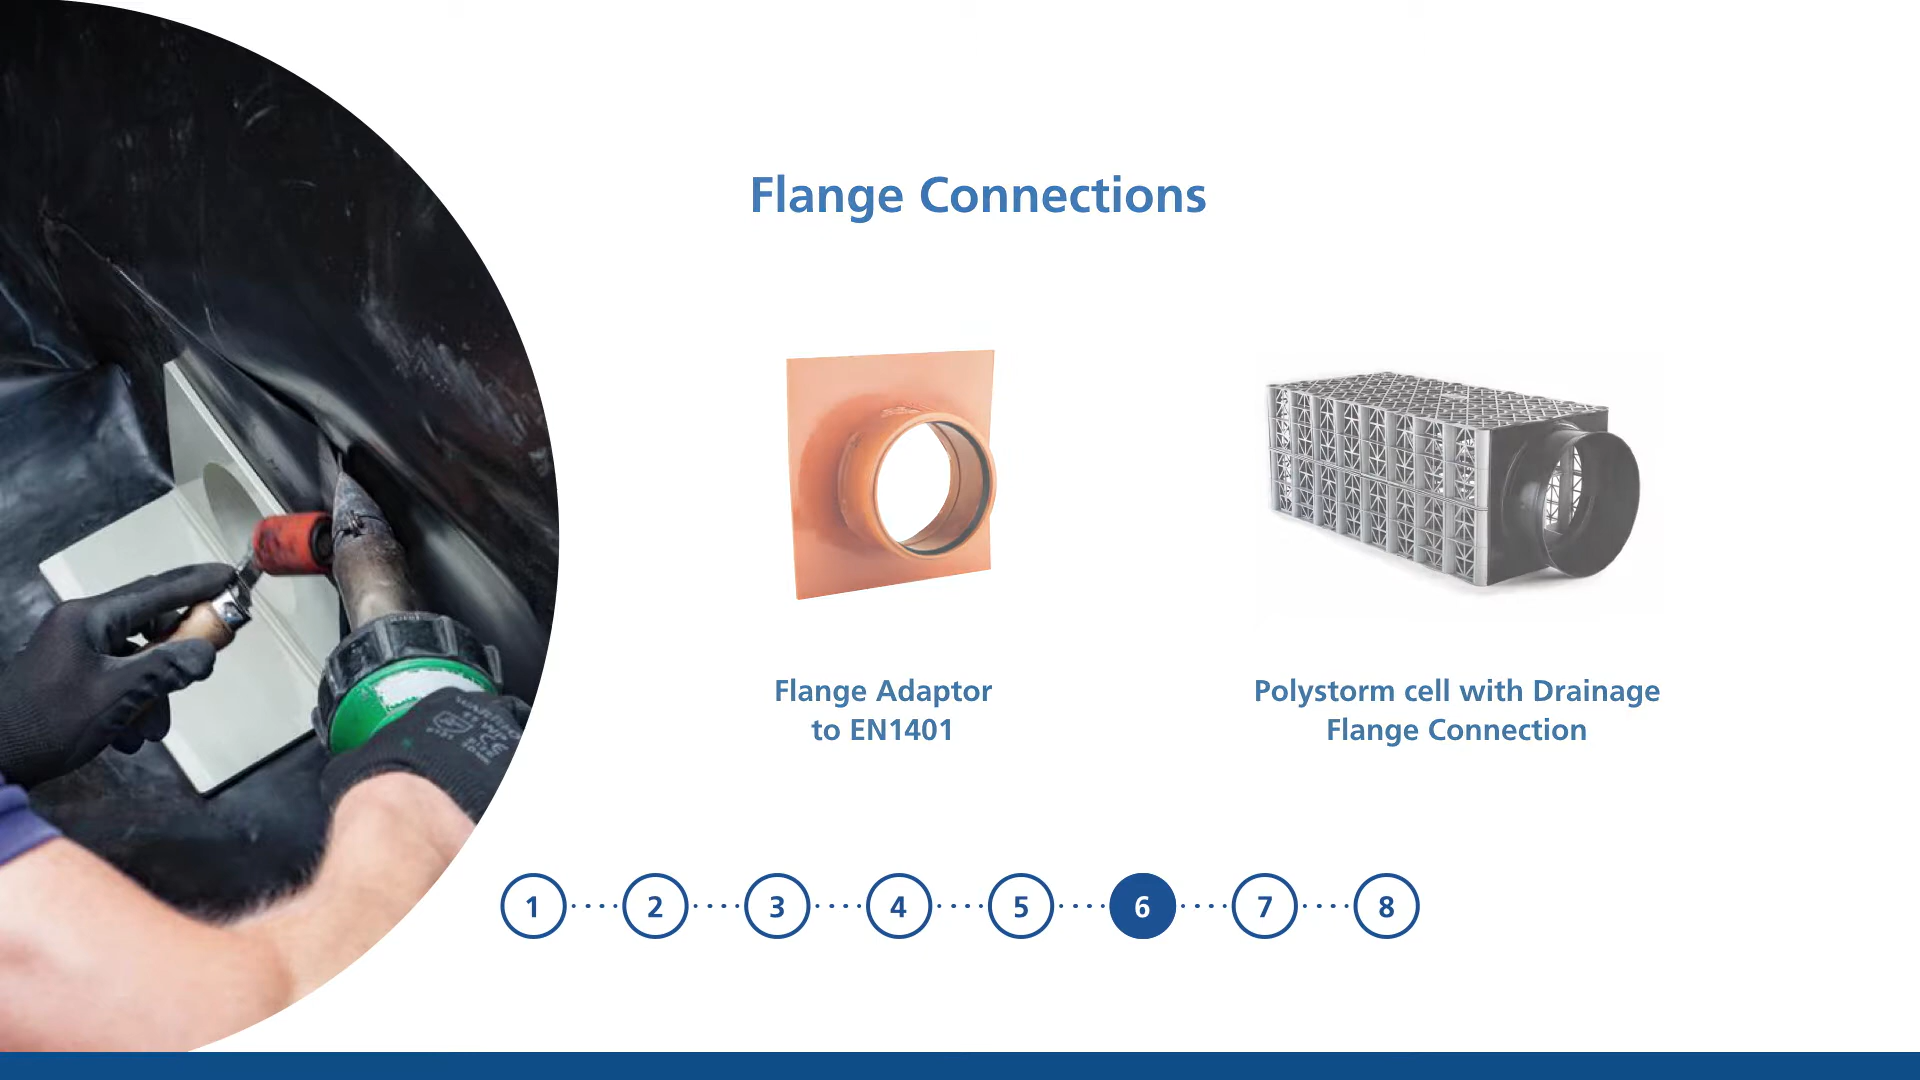 Flange Connections
Flange Adaptor
to EN1401
Polystorm cell with Drainage
Flange Connection
1
2
3
4
5
6
7
8